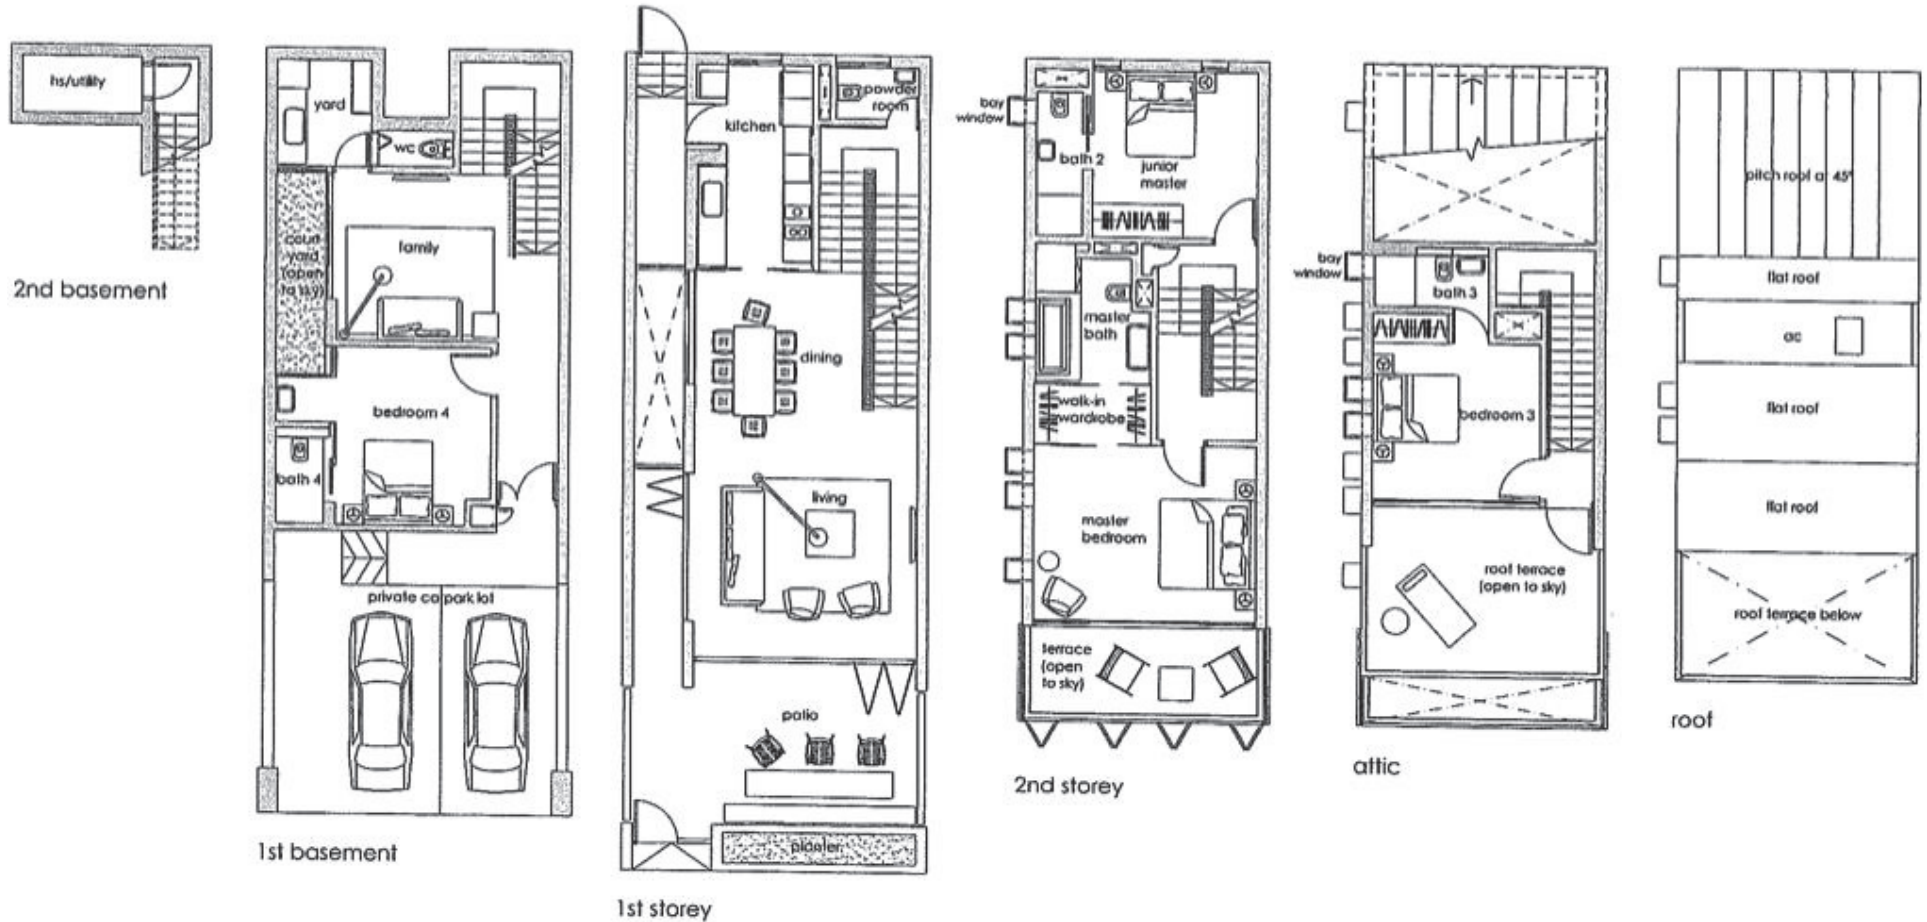 hs/utility
2nd basement
yard
wc
court
yard
(open
to sky)
family
bedroom 4
bath 4
private car park lot
1st basement
powder
room
kitchen
dining
living
patio
planter
1st storey
bay
window
bath 2
junior
master
master
bath
walk-in
wardrobe
master
bedroom
terrace
(open
to sky)
2nd storey
bay
window
bath 3
bedroom 3
roof terrace
(open to sky)
attic
pitch roof at 45°
flat roof
ac
flat roof
flat roof
roof terrace below
roof